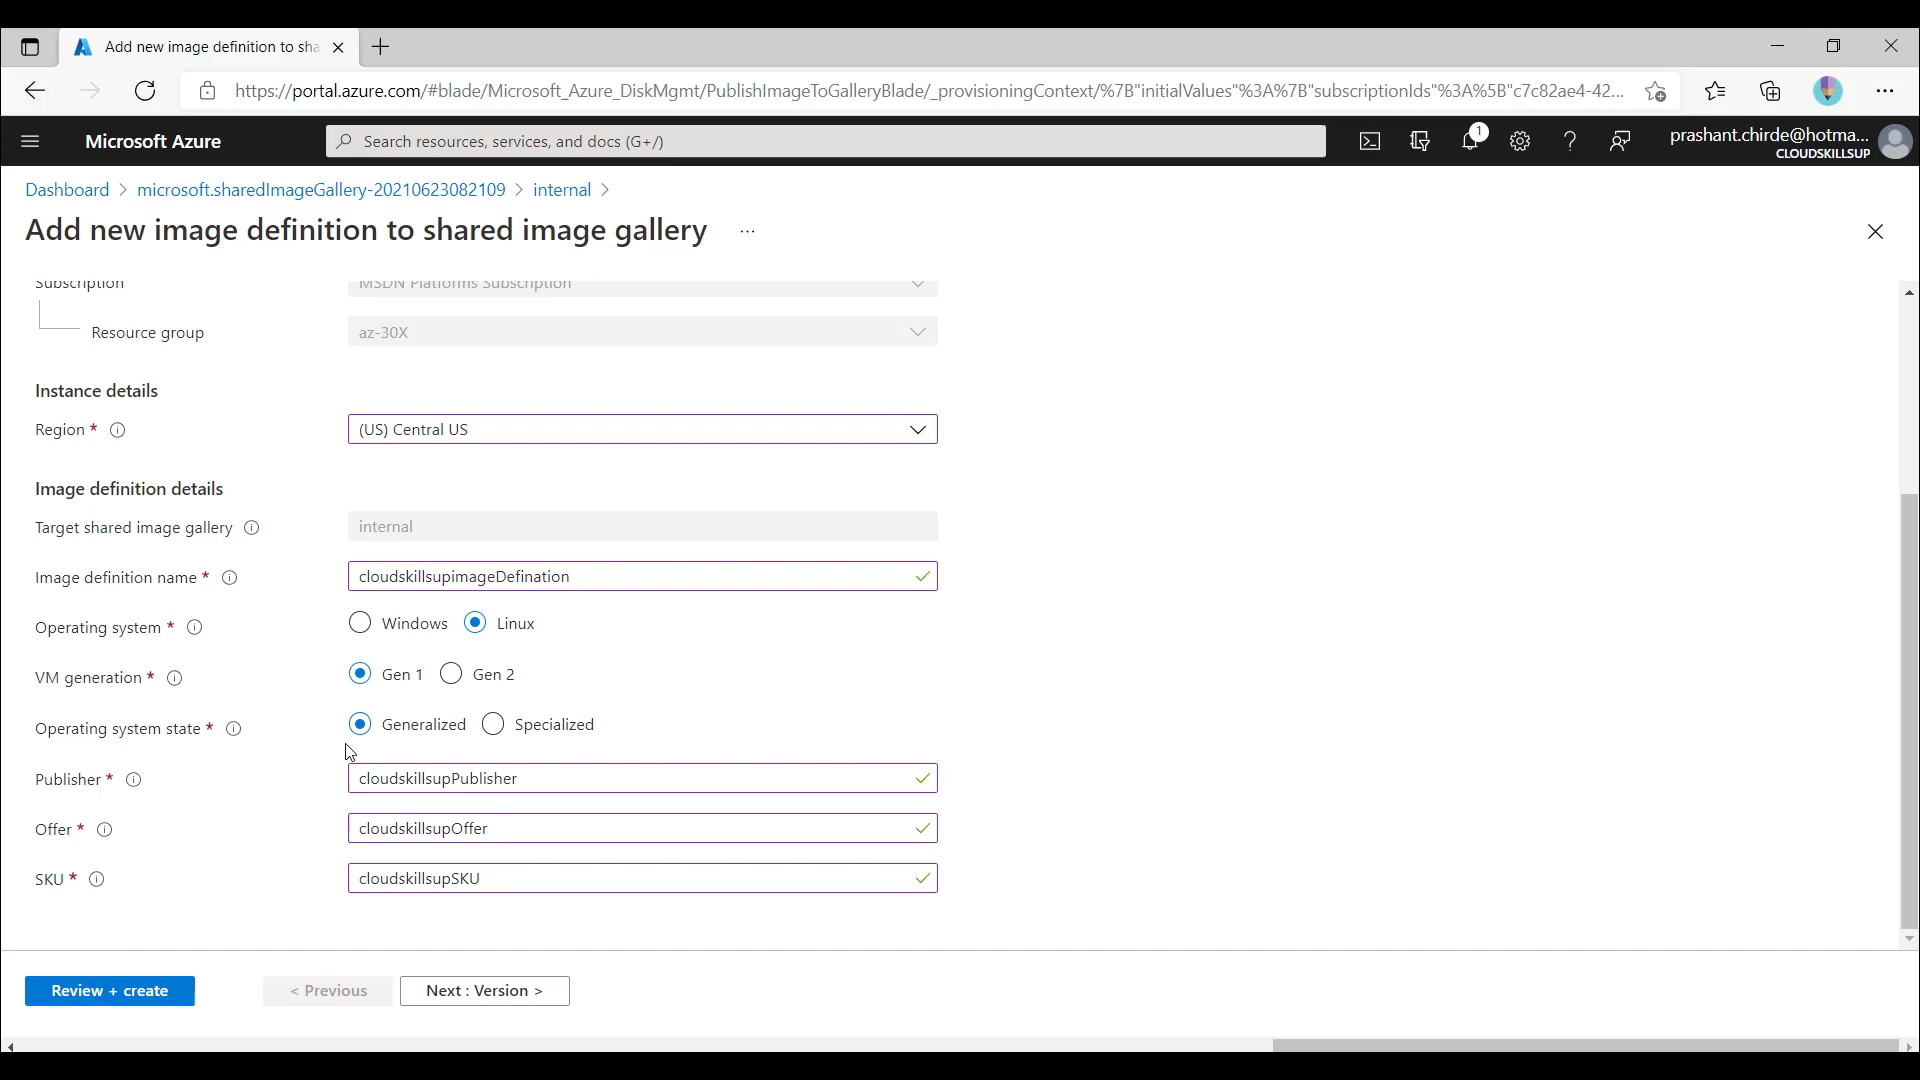 Add new image definition to sha
https://portal.azure.com/#blade/Microsoft_Azure_DiskMgmt/PublishImageToGalleryBlade/_provisioningContext/%7B"initialValues"%3A%7B"subscriptionIds"%3A%5B"c7c82ae4-42...
Microsoft Azure
Search resources, services, and docs (G+/)
1
prashant.chirde@hotma...
CLOUDSKILLSUP
Dashboard > microsoft.sharedImageGallery-20210623082109 > internal >
Add new image definition to shared image gallery ...
Subscription MSDN Platforms Subscription
Resource group az-30X
Instance details
Region * (US) Central US
Image definition details
Target shared image gallery internal
Image definition name * cloudskillsupimageDefination
Operating system * Windows Linux
VM generation * Gen 1 Gen 2
Operating system state * Generalized Specialized
Publisher * cloudskillsupPublisher
Offer * cloudskillsupOffer
SKU * cloudskillsupSKU
Review + create < Previous Next : Version >